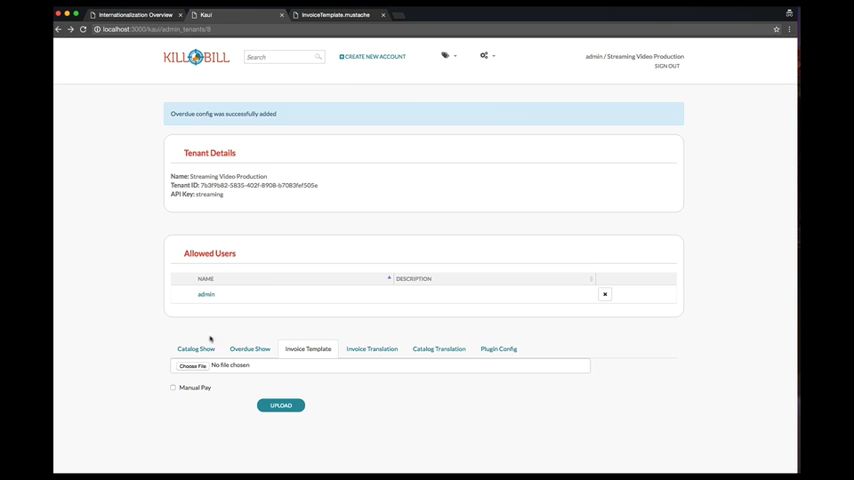 Internationalization Overview
Kaui
InvoiceTemplate.mustache
localhost:3000/kaui/admin_tenants/8
KILL BILL
Search
CREATE NEW ACCOUNT
admin / Streaming Video Production
SIGN OUT
Overdue config was successfully added
Tenant Details
Name: Streaming Video Production
Tenant ID: 7b3f9b82-5835-402f-8908-b7083fef505e
API Key: streaming
Allowed Users
NAME
DESCRIPTION
admin
Catalog Show
Overdue Show
Invoice Template
Invoice Translation
Catalog Translation
Plugin Config
Choose File No file chosen
Manual Pay
UPLOAD